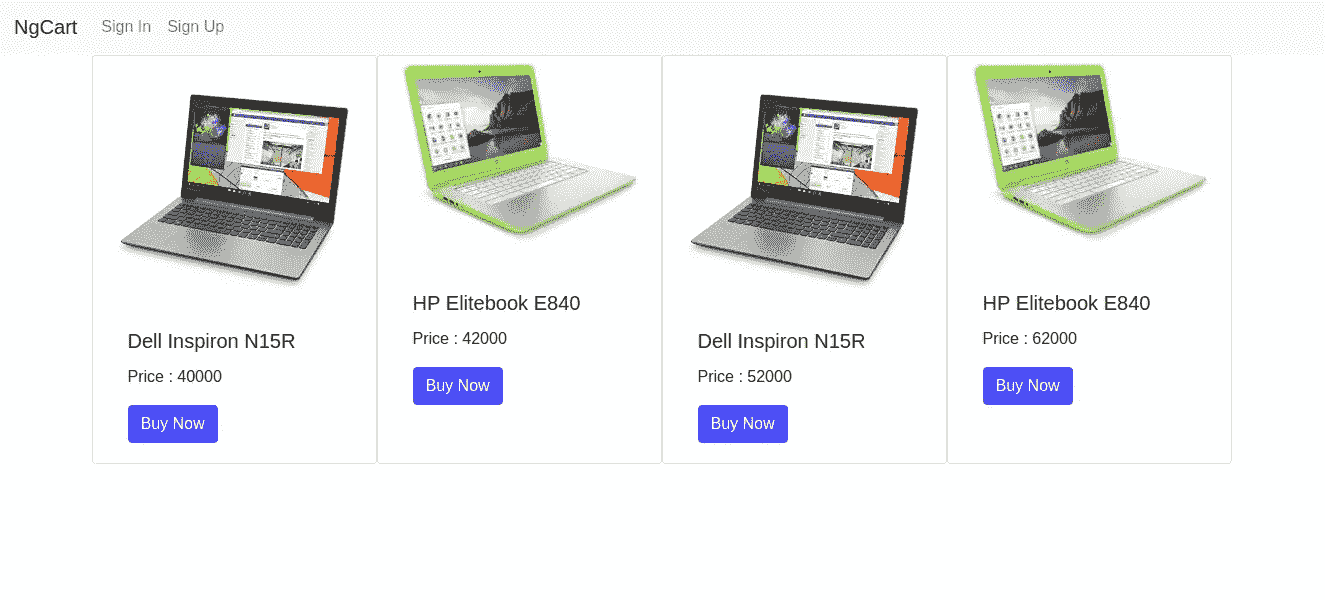 NgCart Sign In Sign Up
Dell Inspiron N15R
Price : 40000
Buy Now
HP Elitebook E840
Price : 42000
Buy Now
Dell Inspiron N15R
Price : 52000
Buy Now
HP Elitebook E840
Price : 62000
Buy Now